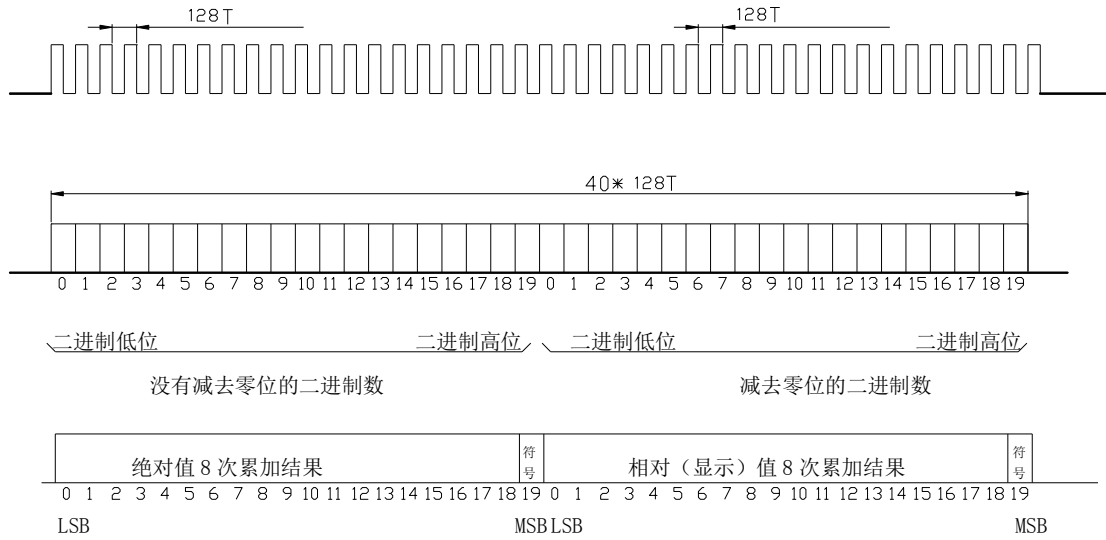 128T 128T
40* 128T
0 1 2 3 4 5 6 7 8 9 10 11 12 13 14 15 16 17 18 19 0 1 2 3 4 5 6 7 8 9 10 11 12 13 14 15 16 17 18 19
二进制低位 二进制高位 二进制低位 二进制高位
没有减去零位的二进制数 减去零位的二进制数
绝对值 8 次累加结果 符号 相对（显示）值 8 次累加结果 符号
0 1 2 3 4 5 6 7 8 9 10 11 12 13 14 15 16 17 18 19 0 1 2 3 4 5 6 7 8 9 10 11 12 13 14 15 16 17 18 19
LSB MSB LSB MSB